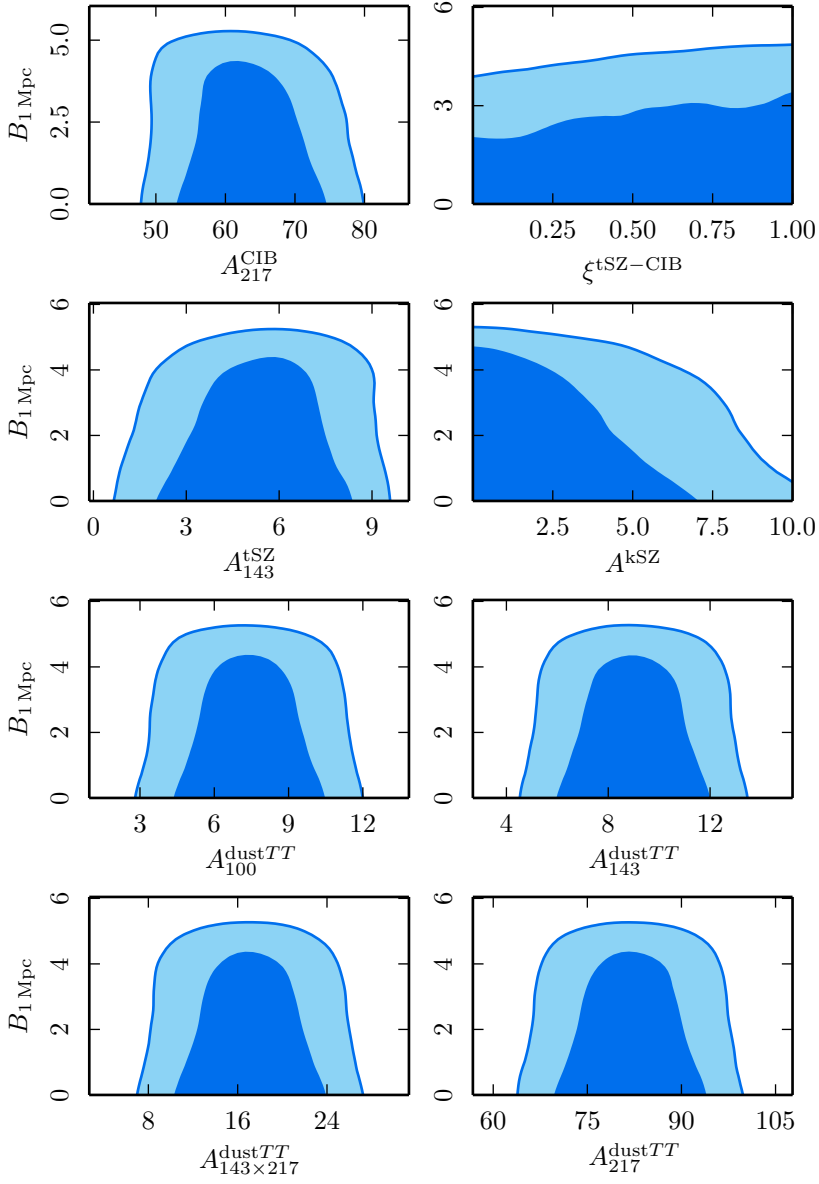 B_{1 Mpc}
5.0
2.5
0.0
50 60 70 80
A^{CIB}_{217}
6
3
0
0.25 0.50 0.75 1.00
ξ^{tSZ−CIB}
B_{1 Mpc}
6
4
2
0
0 3 6 9
A^{tSZ}_{143}
6
4
2
0
2.5 5.0 7.5 10.0
A^{kSZ}
B_{1 Mpc}
6
4
2
0
3 6 9 12
A^{dustTT}_{100}
6
4
2
0
4 8 12
A^{dustTT}_{143}
B_{1 Mpc}
6
4
2
0
8 16 24
A^{dustTT}_{143×217}
6
4
2
0
60 75 90 105
A^{dustTT}_{217}